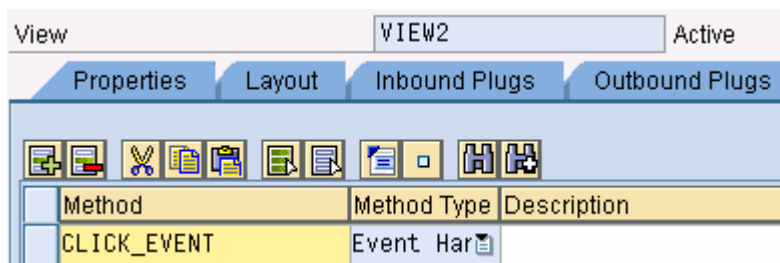 View VIEW2 Active
Properties Layout Inbound Plugs Outbound Plugs
Method Method Type Description
CLICK_EVENT Event Har